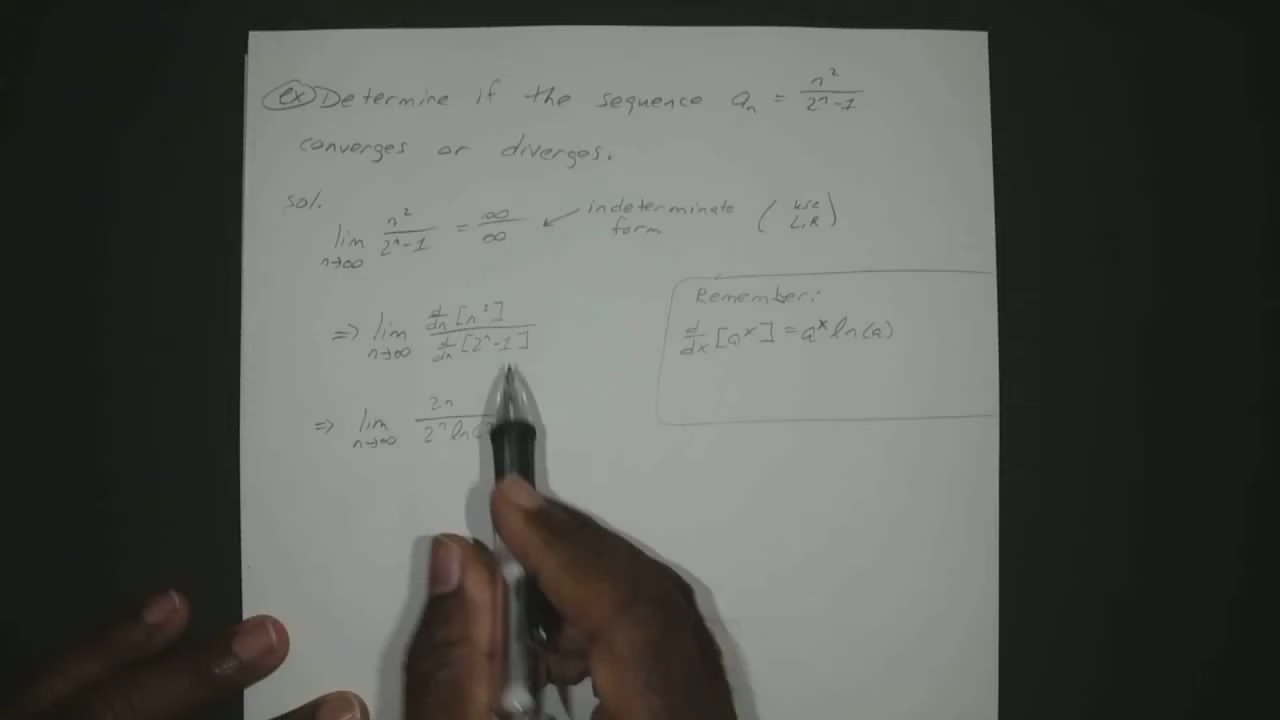 ex Determine if the sequence aₙ = n²/(2ⁿ-1)
converges or diverges.
sol.
lim n→∞ n²/(2ⁿ-1) = ∞/∞ ← indeterminate form (use L.R)
⇒ lim n→∞ d/dn[n²] / d/dn[2ⁿ-1]
Remember:
d/dx[aˣ] = aˣ ln(a)
⇒ lim n→∞ 2n / 2ⁿ ln(